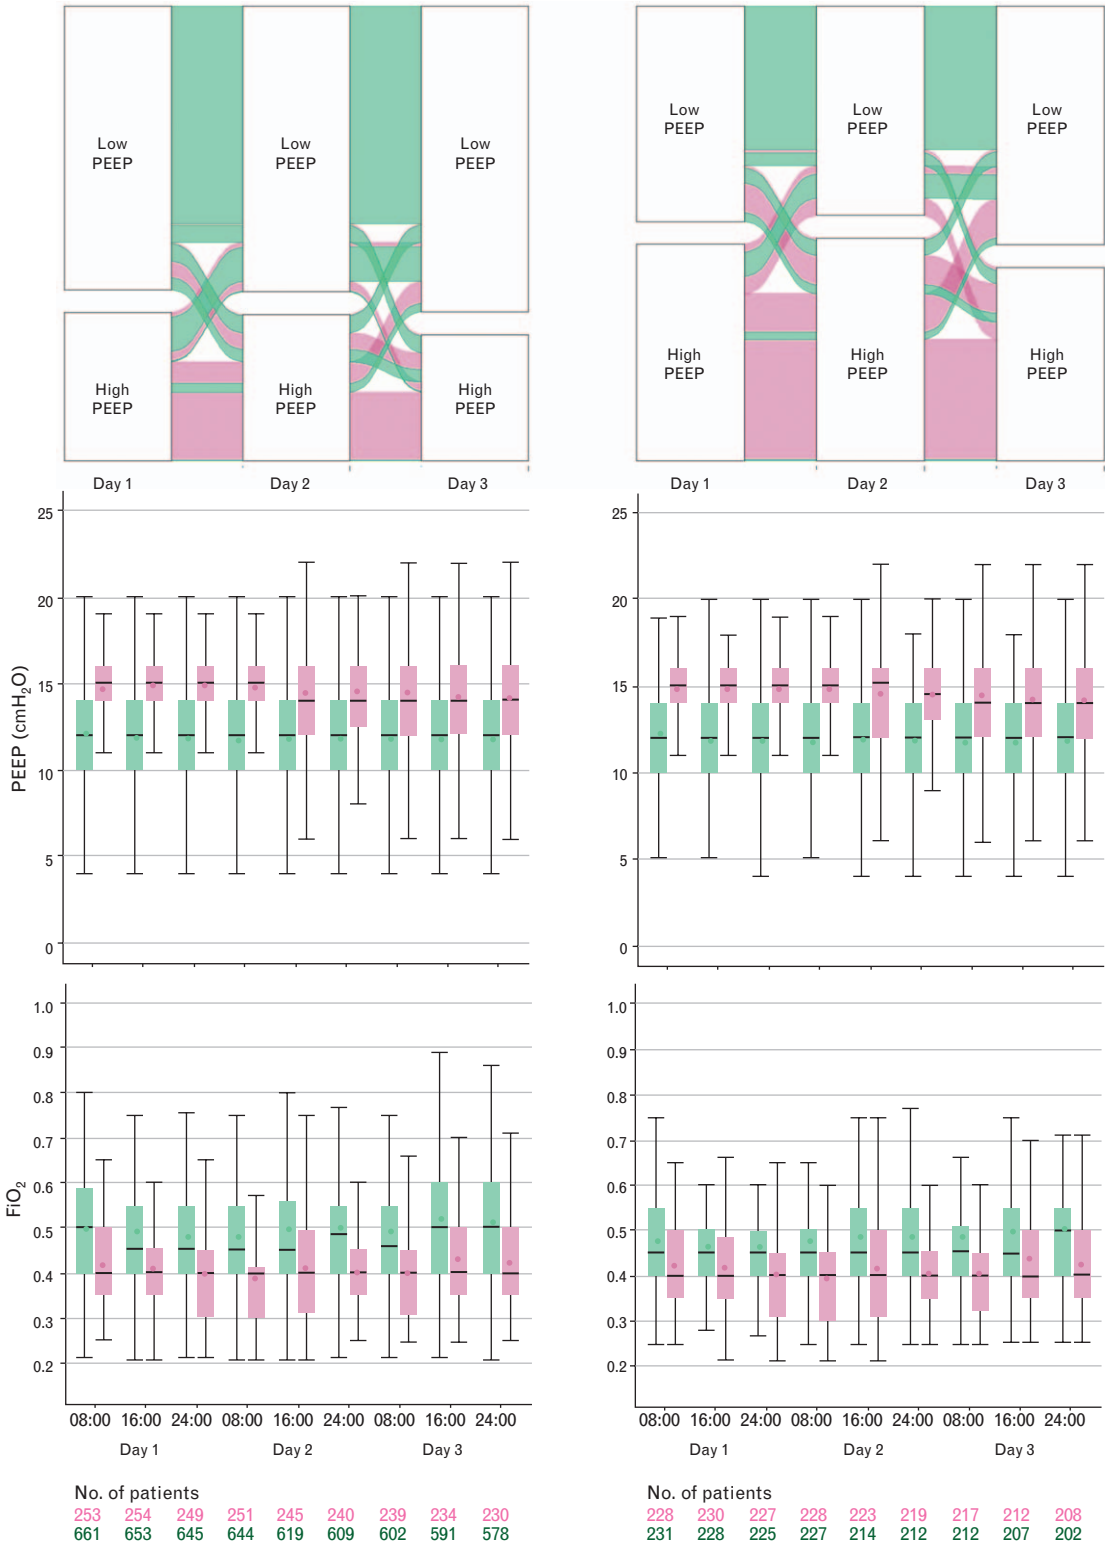 Low
PEEP
Low
PEEP
Low
PEEP
High
PEEP
High
PEEP
High
PEEP
Day 1
Day 2
Day 3
Low
PEEP
Low
PEEP
Low
PEEP
High
PEEP
High
PEEP
High
PEEP
Day 1
Day 2
Day 3
PEEP (cmH₂O)
25
20
15
10
5
0
25
20
15
10
5
0
FiO₂
1.0
0.9
0.8
0.7
0.6
0.5
0.4
0.3
0.2
08:00 16:00 24:00 08:00 16:00 24:00 08:00 16:00 24:00
Day 1 Day 2 Day 3
No. of patients
253 254 249 251 245 240 239 234 230
661 653 645 644 619 609 602 591 578
1.0
0.9
0.8
0.7
0.6
0.5
0.4
0.3
0.2
08:00 16:00 24:00 08:00 16:00 24:00 08:00 16:00 24:00
Day 1 Day 2 Day 3
No. of patients
228 230 227 228 223 219 217 212 208
231 228 225 227 214 212 212 207 202